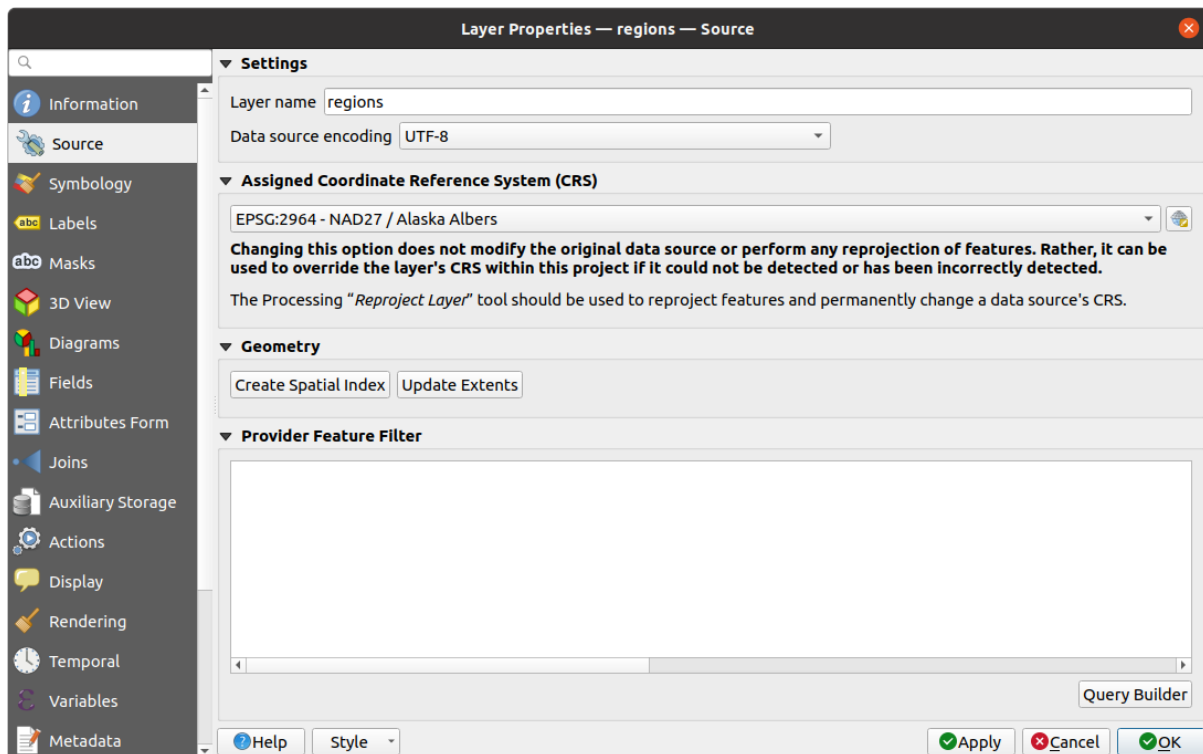 Layer Properties — regions — Source
Information
Source
Symbology
abc Labels
abc Masks
3D View
Diagrams
Fields
Attributes Form
Joins
Auxiliary Storage
Actions
Display
Rendering
Temporal
Variables
Metadata
Settings
Layer name regions
Data source encoding UTF-8
Assigned Coordinate Reference System (CRS)
EPSG:2964 - NAD27 / Alaska Albers
Changing this option does not modify the original data source or perform any reprojection of features. Rather, it can be
used to override the layer's CRS within this project if it could not be detected or has been incorrectly detected.
The Processing “Reproject Layer” tool should be used to reproject features and permanently change a data source's CRS.
Geometry
Create Spatial Index Update Extents
Provider Feature Filter
Query Builder
Help Style Apply Cancel OK